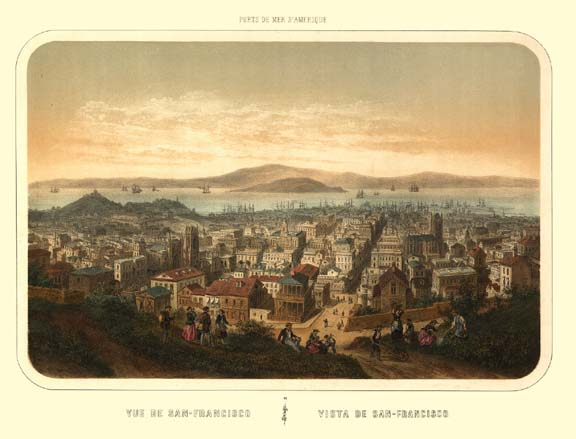 PORTS DE MER D'AMERIQUE
VUE DE SAN-FRANCISCO
VISTA DE SAN-FRANCISCO